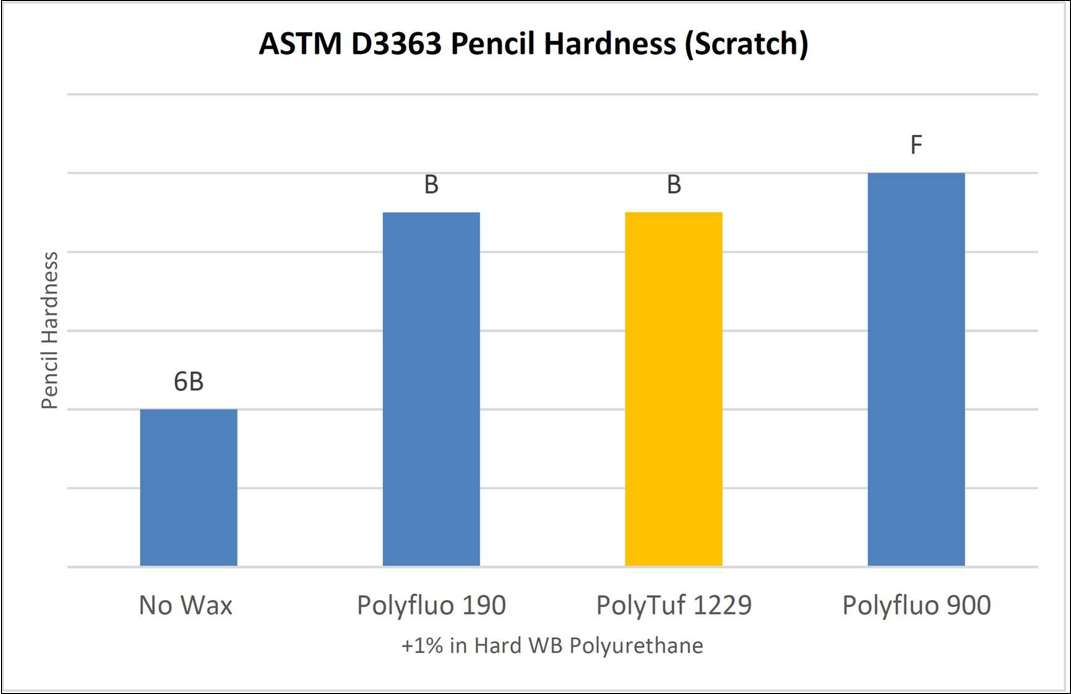 ASTM D3363 Pencil Hardness (Scratch)
F
B
B
6B
Pencil Hardness
No Wax
Polyfluo 190
PolyTuf 1229
Polyfluo 900
+1% in Hard WB Polyurethane